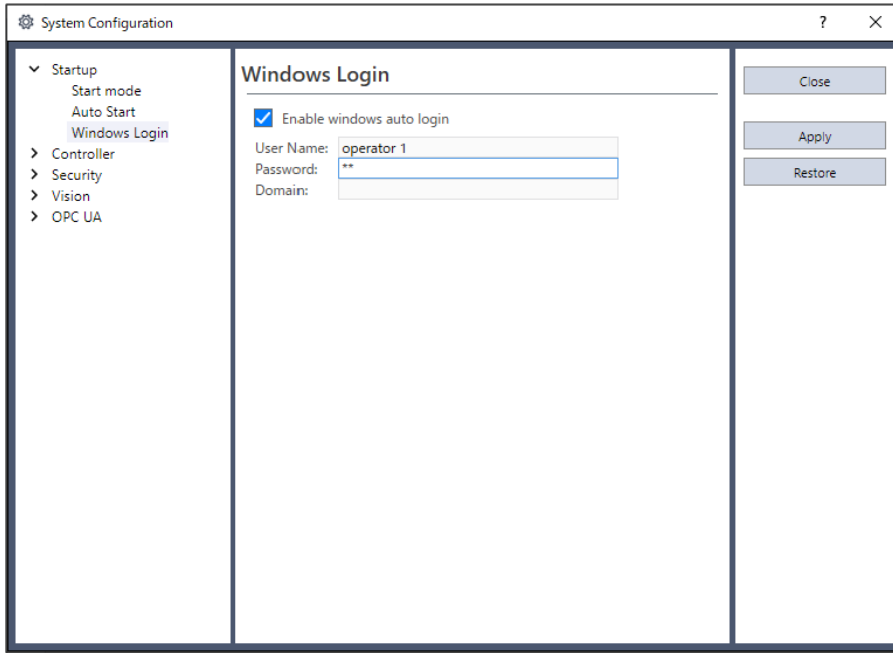 System Configuration
?
Startup
Start mode
Auto Start
Windows Login
Controller
Security
Vision
OPC UA
Windows Login
Enable windows auto login
User Name: operator 1
Password: **
Domain:
Close
Apply
Restore